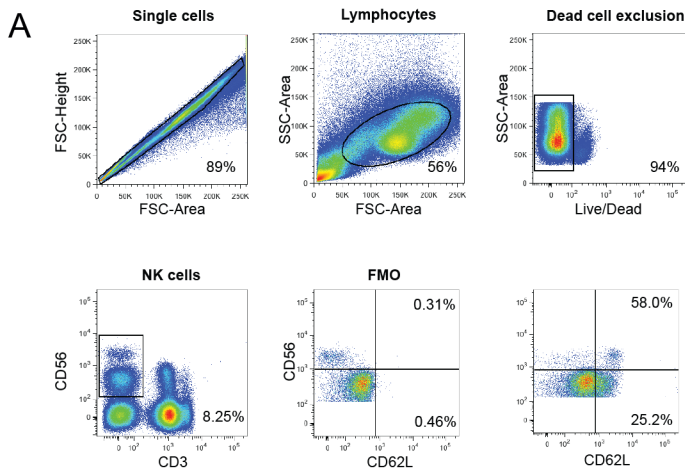 A
Single cells
Lymphocytes
Dead cell exclusion
FSC-Height
250K
200K
150K
100K
50K
0
0 50K 100K 150K 200K 250K
FSC-Area
89%
SSC-Area
250K
200K
150K
100K
50K
0
0 50K 100K 150K 200K 250K
FSC-Area
56%
SSC-Area
250K
200K
150K
100K
50K
0
0 10² 10³ 10⁴ 10⁵
Live/Dead
94%
NK cells
FMO
CD56
10⁵
10⁴
10³
10²
0
0 10² 10³ 10⁴ 10⁵
CD3
8.25%
CD56
10⁵
10⁴
10³
10²
0
0 10² 10³ 10⁴ 10⁵
CD62L
0.31%
0.46%
10⁵
10⁴
10³
10²
0
0 10² 10³ 10⁴ 10⁵
CD62L
58.0%
25.2%